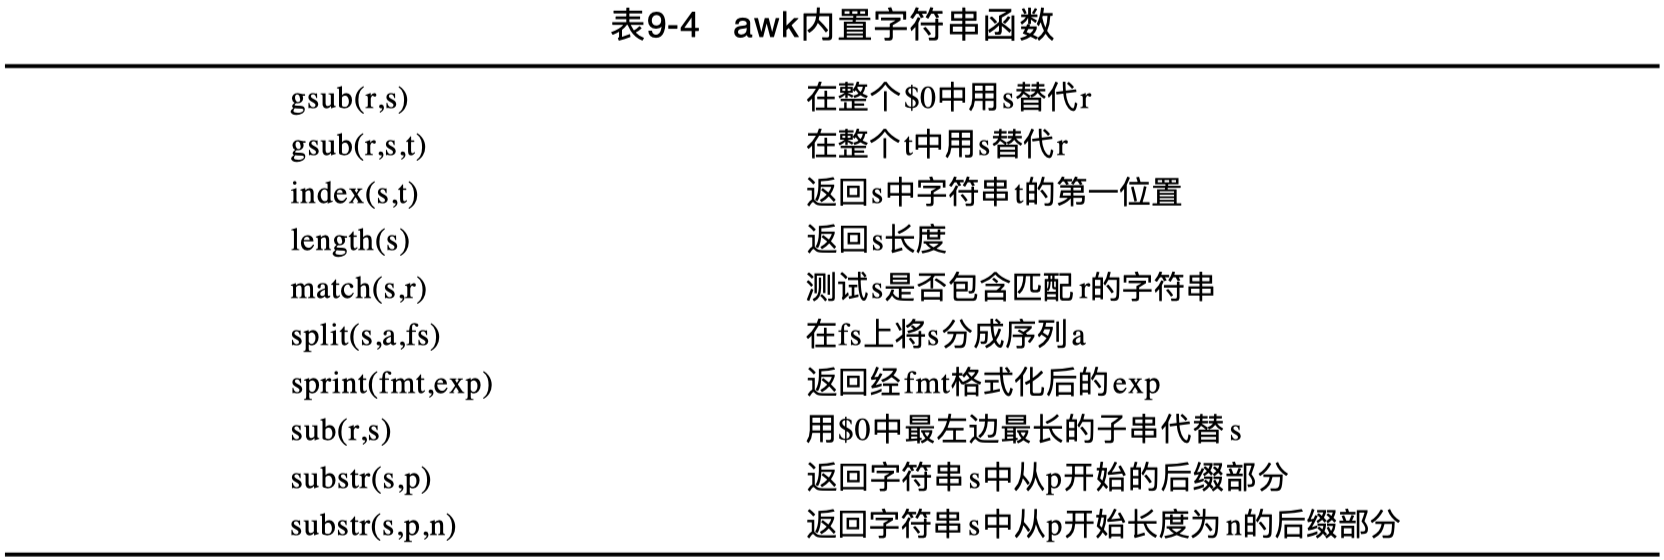 表9-4 awk内置字符串函数
gsub(r,s) 在整个$0中用s替代r
gsub(r,s,t) 在整个t中用s替代r
index(s,t) 返回s中字符串t的第一位置
length(s) 返回s长度
match(s,r) 测试s是否包含匹配r的字符串
split(s,a,fs) 在fs上将s分成序列a
sprint(fmt,exp) 返回经fmt格式化后的exp
sub(r,s) 用$0中最左边最长的子串代替s
substr(s,p) 返回字符串s中从p开始的后缀部分
substr(s,p,n) 返回字符串s中从p开始长度为n的后缀部分